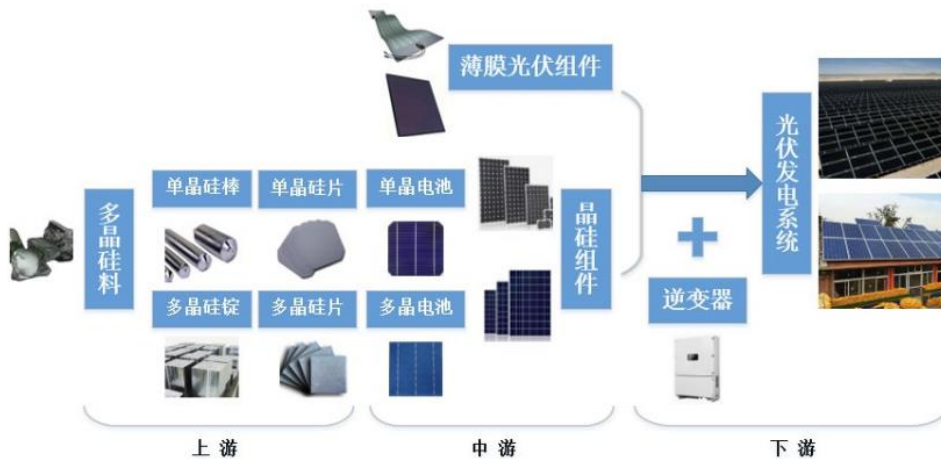 薄膜光伏组件
多晶硅料
单晶硅棒
单晶硅片
单晶电池
多晶硅锭
多晶硅片
多晶电池
晶硅组件
逆变器
光伏发电系统
上 游
中 游
下 游